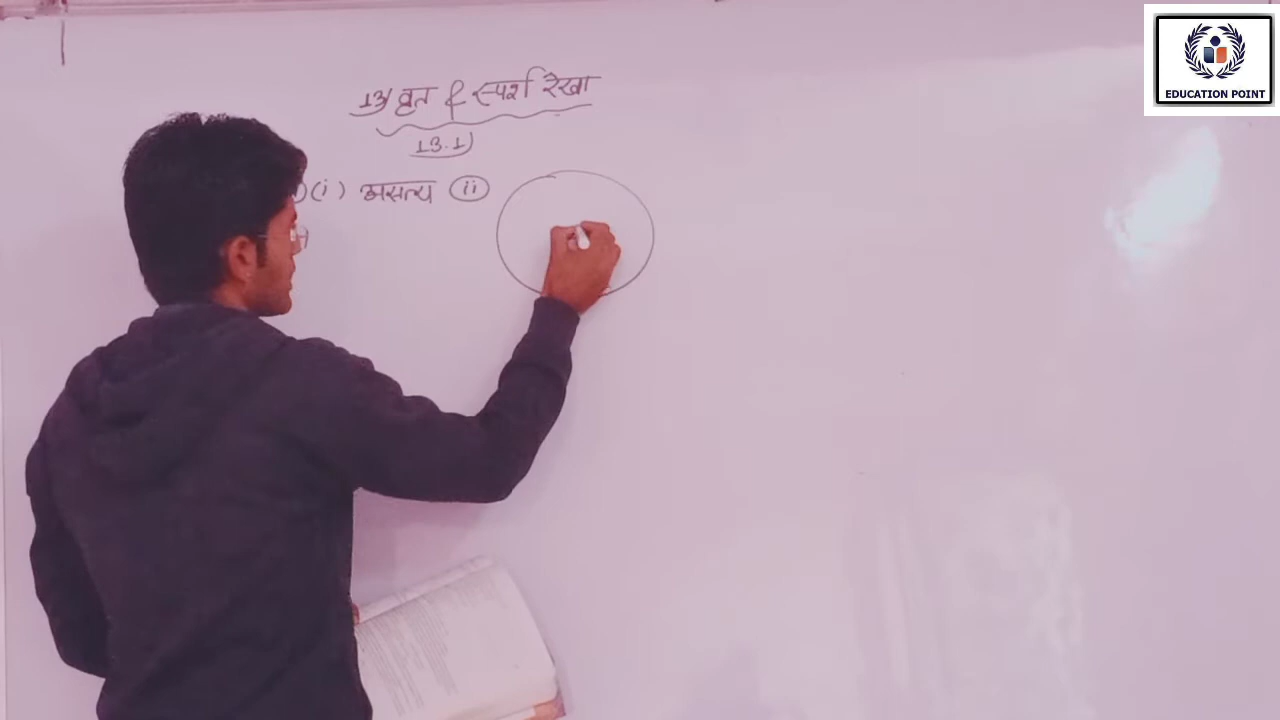 13) वृत & स्पर्श रेखा
13.1)
)(i) असत्य (ii)
EDUCATION POINT